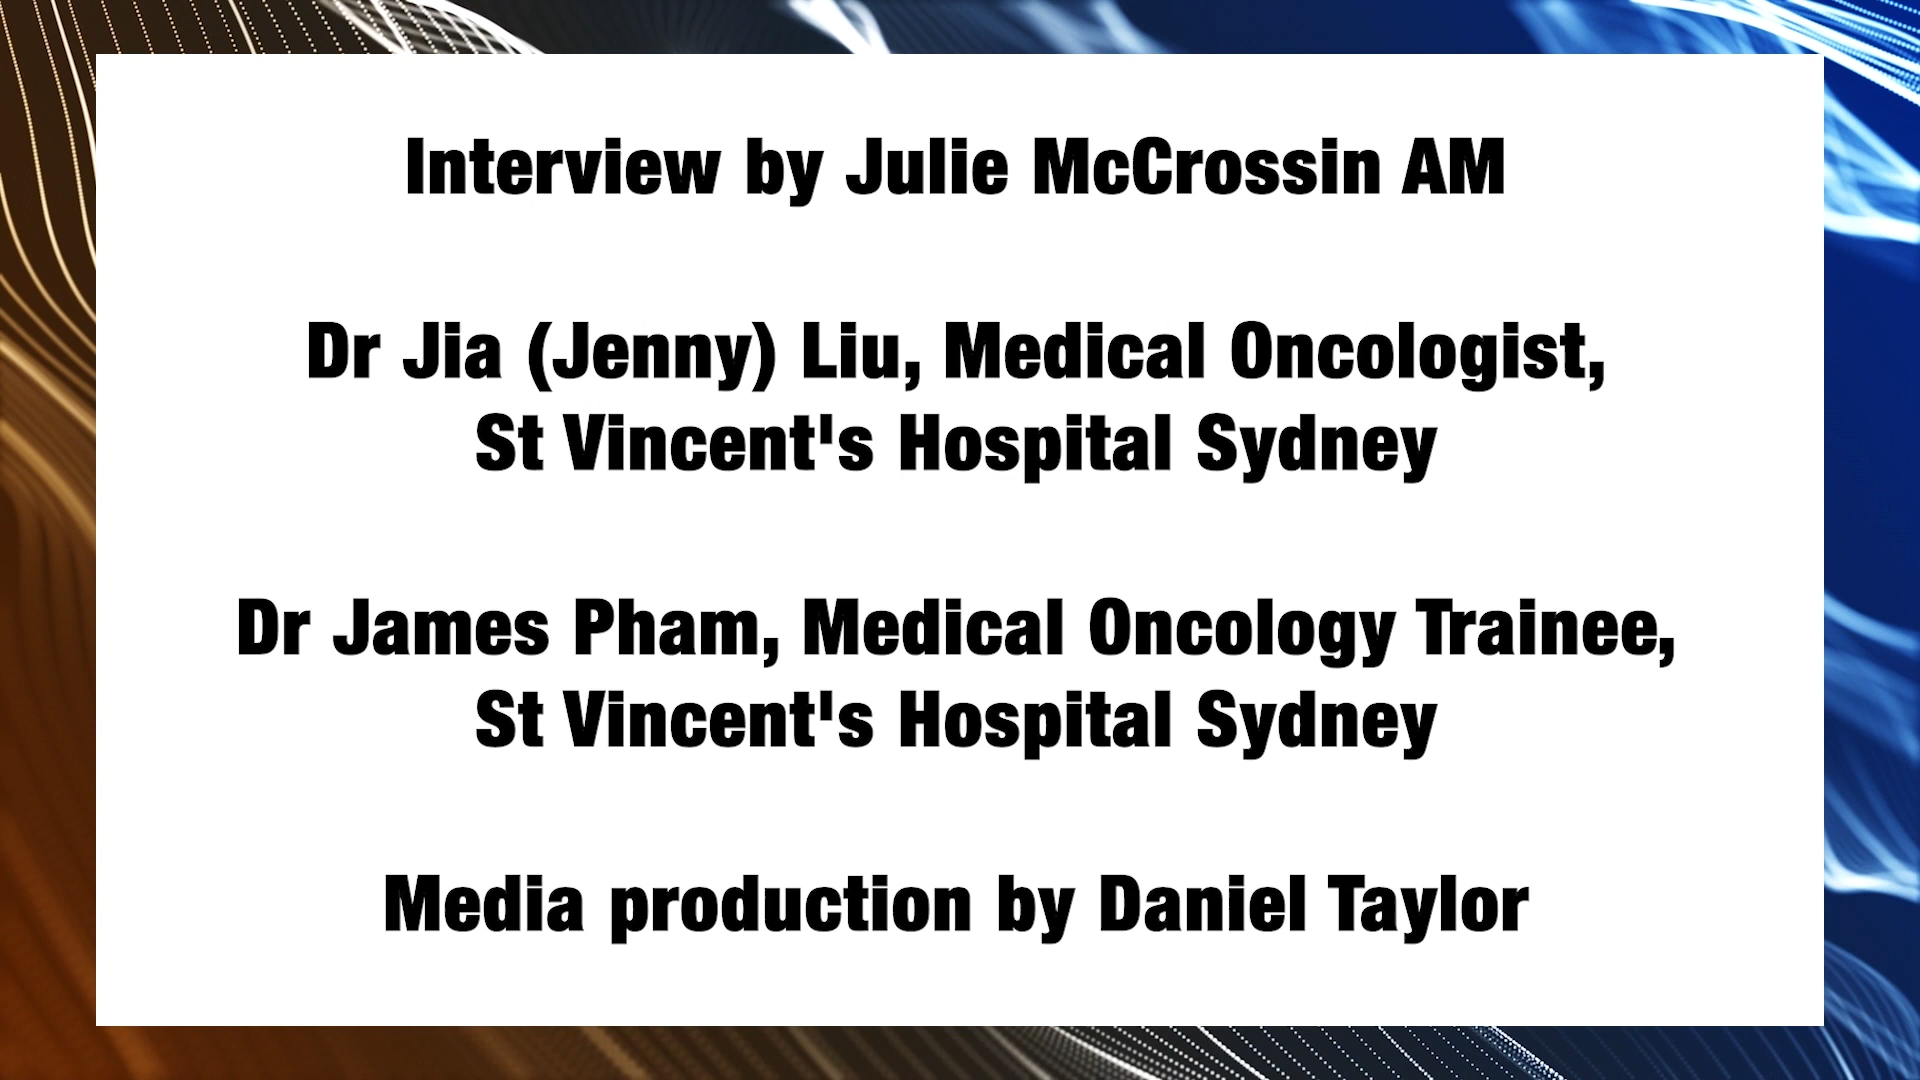 Interview by Julie McCrossin AM
Dr Jia (Jenny) Liu, Medical Oncologist,
St Vincent's Hospital Sydney
Dr James Pham, Medical Oncology Trainee,
St Vincent's Hospital Sydney
Media production by Daniel Taylor